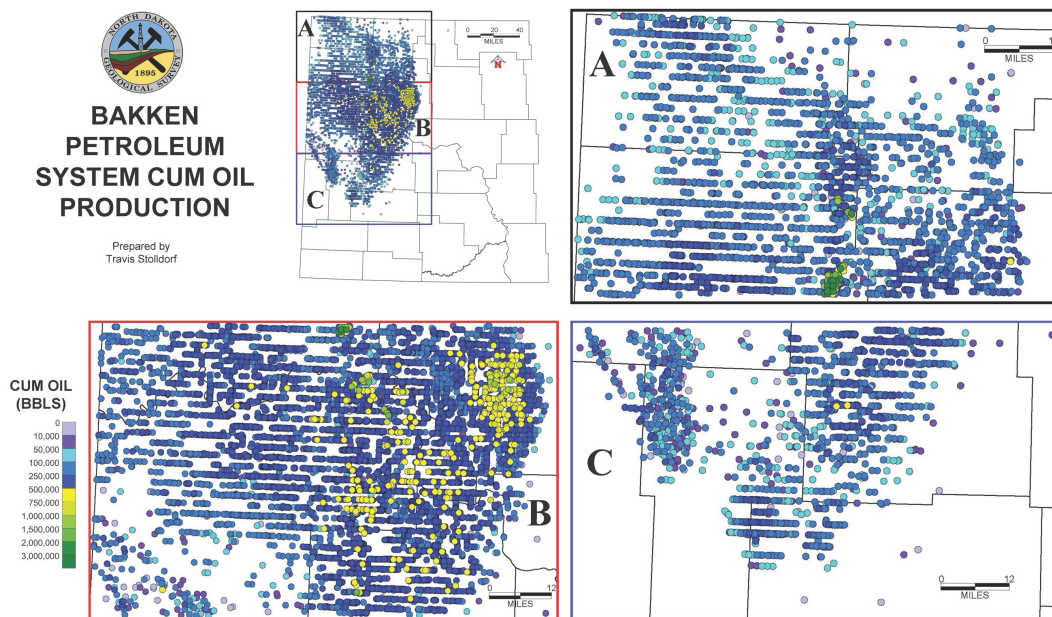 NORTH DAKOTA
GEOLOGICAL SURVEY
1895
BAKKEN
PETROLEUM
SYSTEM CUM OIL
PRODUCTION
Prepared by
Travis Stolldorf
A
B
C
0 20 40
MILES
N
A
0
MILES
CUM OIL
(BBLS)
0
10,000
50,000
100,000
250,000
500,000
750,000
1,000,000
1,500,000
2,000,000
3,000,000
B
0 12
MILES
C
0 12
MILES